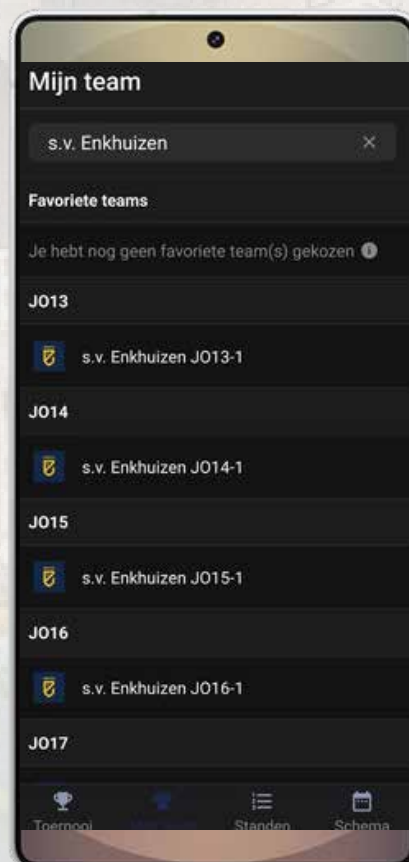 Mijn team
s.v. Enkhuizen
Favoriete teams
Je hebt nog geen favoriete team(s) gekozen
JO13
s.v. Enkhuizen JO13-1
JO14
s.v. Enkhuizen JO14-1
JO15
s.v. Enkhuizen JO15-1
JO16
s.v. Enkhuizen JO16-1
JO17
Toernooi Standen Schema